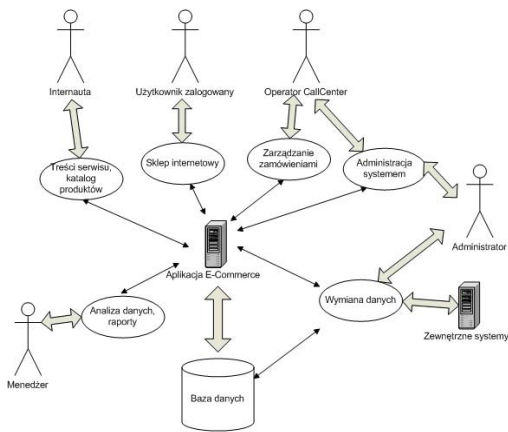 Internauta
Użytkownik zalogowany
Operator CallCenter
Treści serwisu,
katalog
produktów
Sklep internetowy
Zarządzanie
zamówieniami
Administracja
systemem
Administrator
Aplikacja E-Commerce
Wymiana danych
Zewnętrzne systemy
Analiza danych,
raporty
Menedżer
Baza danych